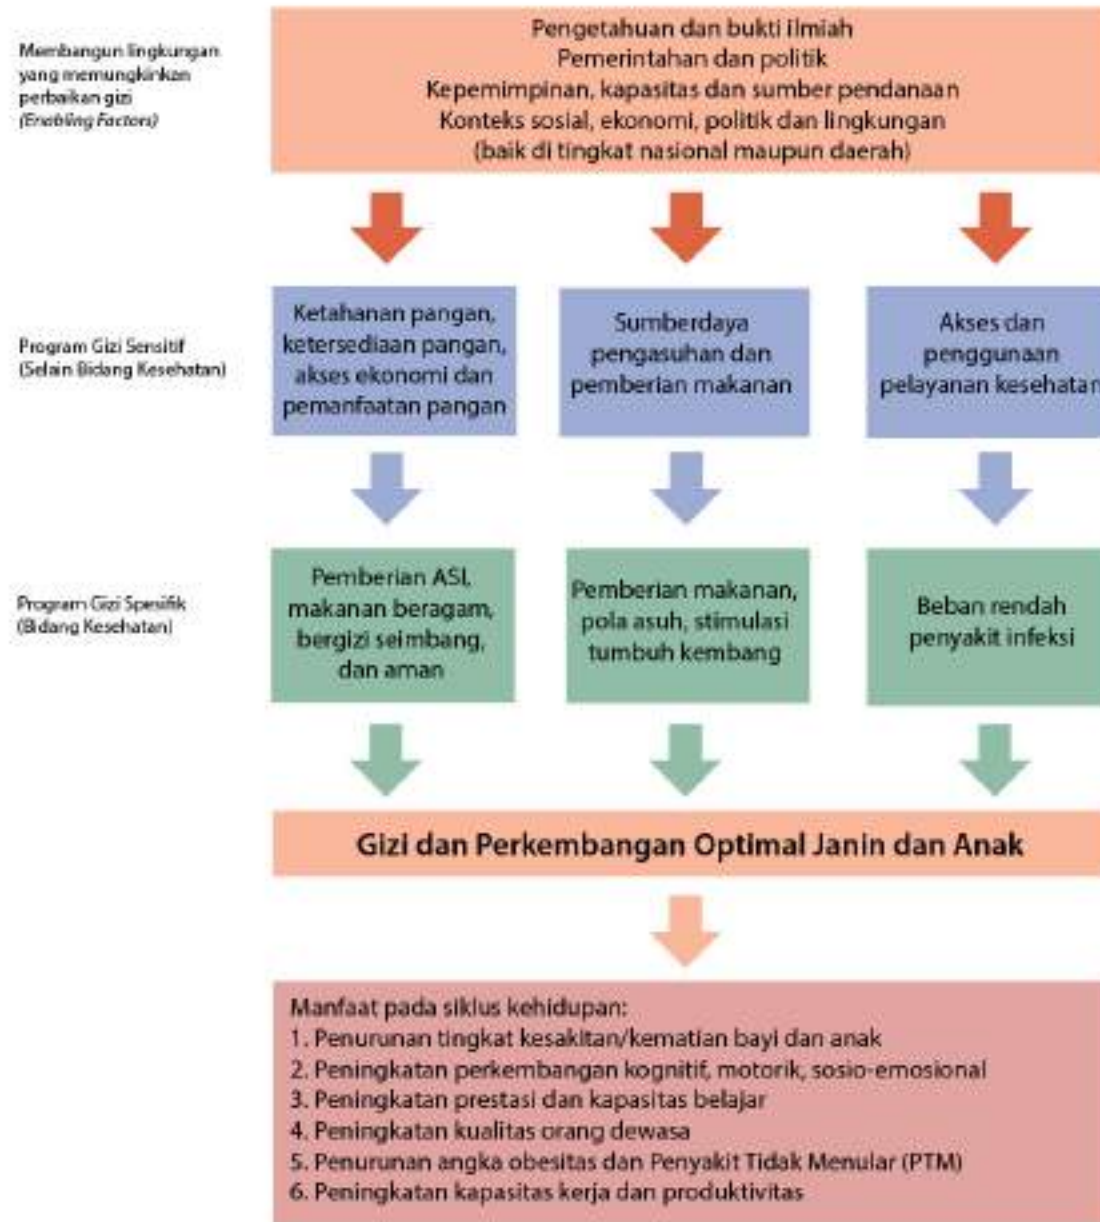 Membangun lingkungan
yang memungkinkan
perbaikan gizi
(Enabling Factors)
Pengetahuan dan bukti ilmiah
Pemerintahan dan politik
Kepemimpinan, kapasitas dan sumber pendanaan
Konteks sosial, ekonomi, politik dan lingkungan
(baik di tingkat nasional maupun daerah)
Program Gizi Sensitif
(Selain Bidang Kesehatan)
Ketahanan pangan,
ketersediaan pangan,
akses ekonomi dan
pemanfaatan pangan
Sumberdaya
pengasuhan dan
pemberian makanan
Akses dan
penggunaan
pelayanan kesehatan
Program Gizi Spesifik
(Bidang Kesehatan)
Pemberian ASI,
makanan beragam,
bergizi seimbang,
dan aman
Pemberian makanan,
pola asuh, stimulasi
tumbuh kembang
Beban rendah
penyakit infeksi
Gizi dan Perkembangan Optimal Janin dan Anak
Manfaat pada siklus kehidupan:
1. Penurunan tingkat kesakitan/kematian bayi dan anak
2. Peningkatan perkembangan kognitif, motorik, sosio-emosional
3. Peningkatan prestasi dan kapasitas belajar
4. Peningkatan kualitas orang dewasa
5. Penurunan angka obesitas dan Penyakit Tidak Menular (PTM)
6. Peningkatan kapasitas kerja dan produktivitas